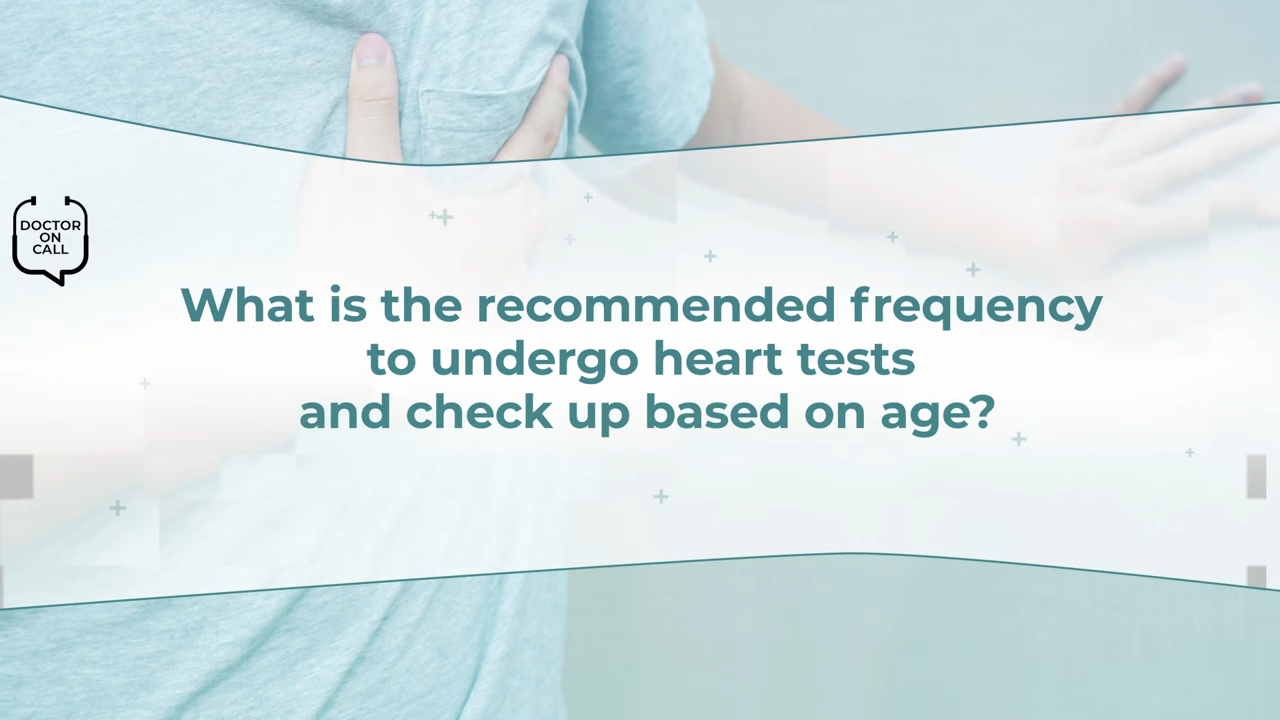 DOCTOR
ON
CALL
What is the recommended frequency
to undergo heart tests
and check up based on age?